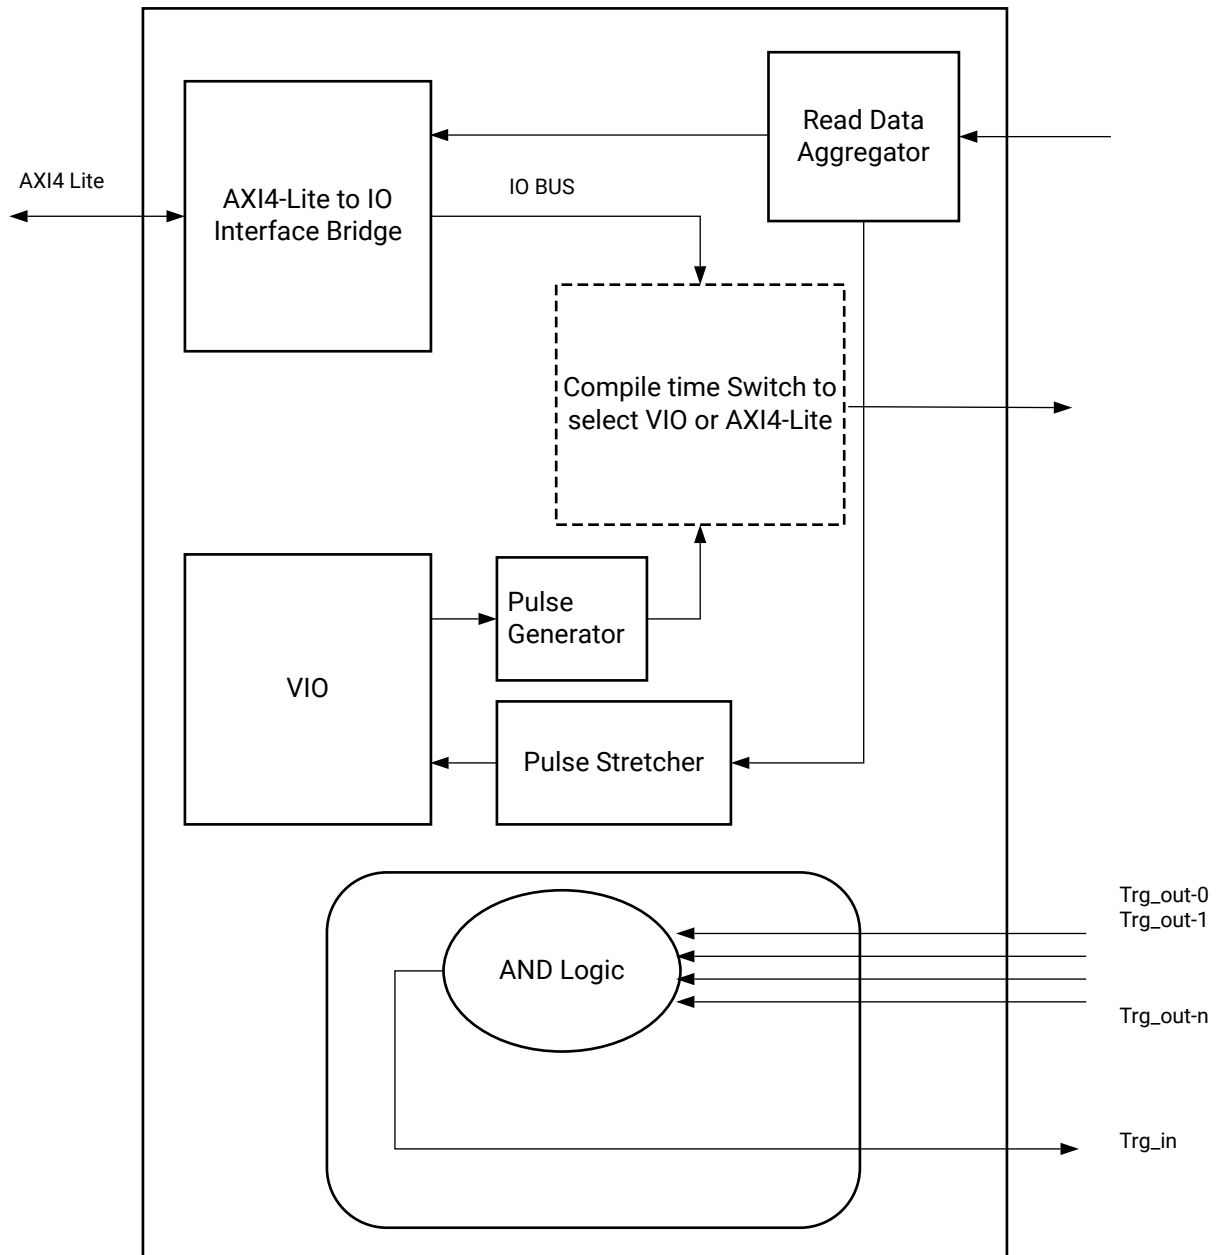 Read Data
Aggregator
AXI4 Lite
AXI4-Lite to IO
Interface Bridge
IO BUS
Compile time Switch to
select VIO or AXI4-Lite
Pulse
Generator
VIO
Pulse Stretcher
Trg_out-0
Trg_out-1
AND Logic
Trg_out-n
Trg_in